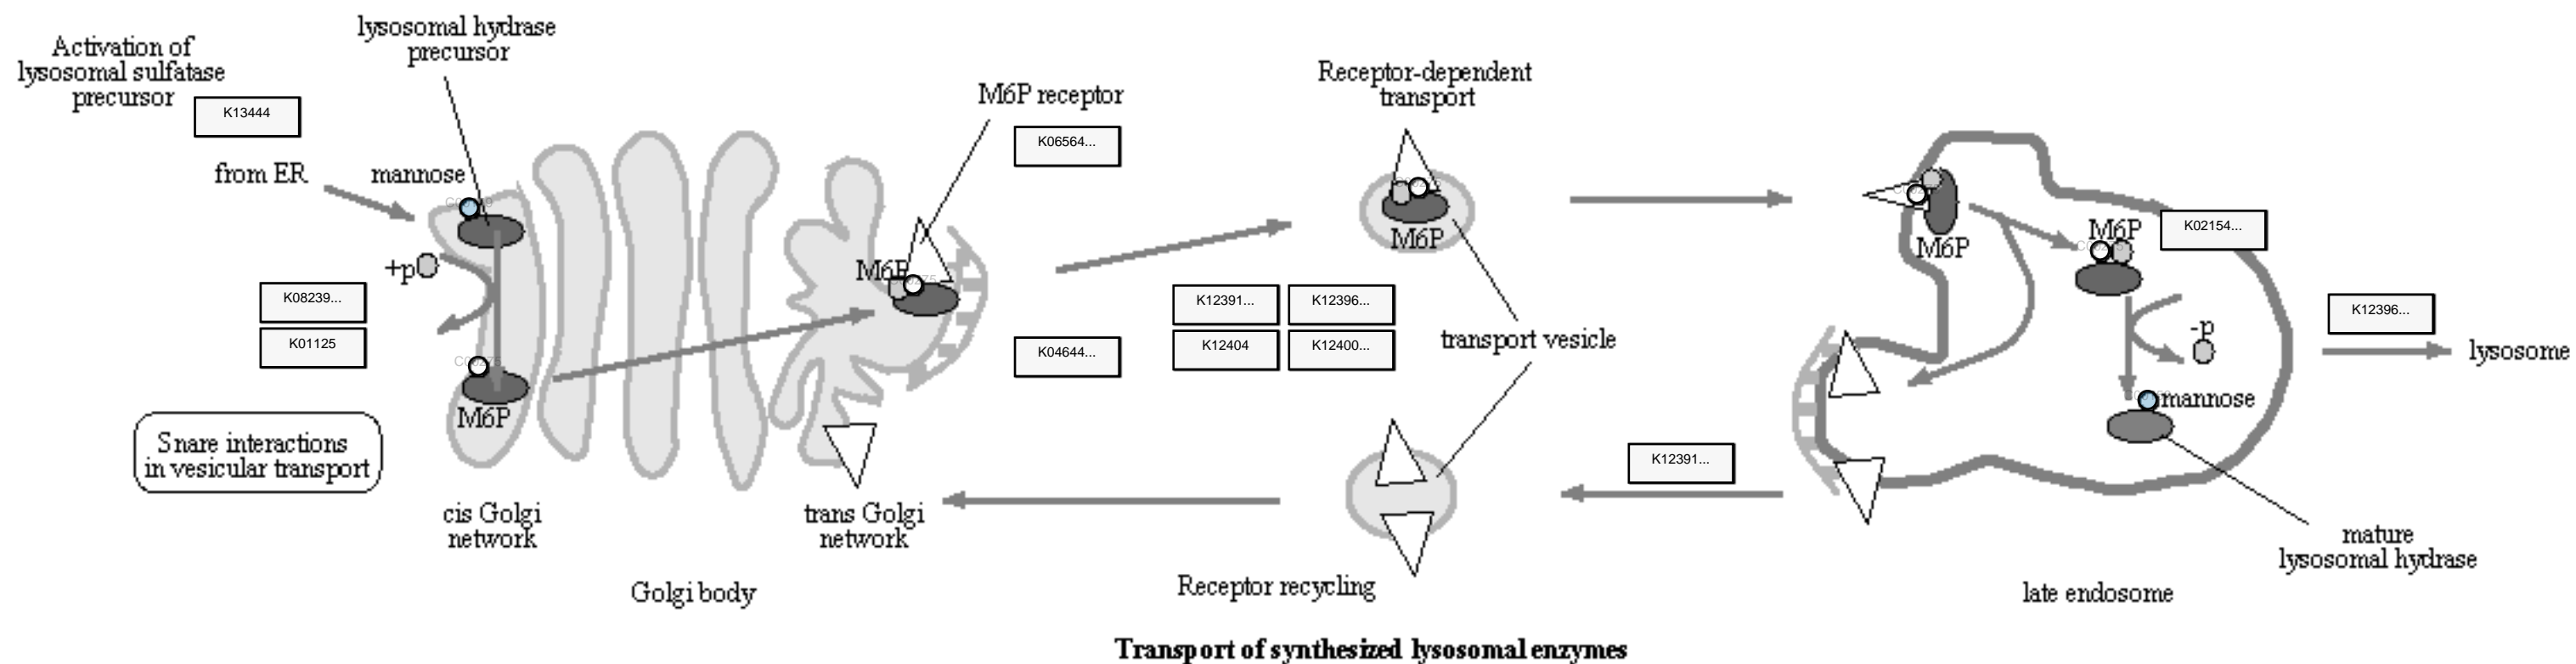 Activation of
lysosomal sulfatase
precursor
K13444
lysosomal hydrase
precursor
from ER
mannose
+p
K08239...
K01125
M6P
Snare interactions
in vesicular transport
cis Golgi
network
Golgi body
trans Golgi
network
M6P
M6P receptor
K06564...
K04644...
Receptor-dependent
transport
M6P
K12391...
K12396...
K12404
K12400...
transport vesicle
Receptor recycling
K12391...
M6P
M6P
K02154...
-p
mannose
K12396...
lysosome
mature
lysosomal hydrase
late endosome
Transport of synthesized lysosomal enzymes